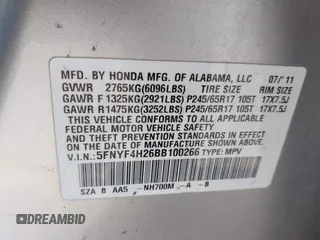 MFD. BY HONDA MFG. OF ALABAMA, LLC 07/'11
GVWR 2765KG(6096LBS) TIRE SIZE RIM SIZE
GAWR F 1325KG(2921LBS) P245/65R17 105T 17X7.5J
GAWR R1475KG(3252LBS) P245/65R17 105T 17X7.5J
THIS VEHICLE CONFORMS TO ALL APPLICABLE
FEDERAL MOTOR VEHICLE SAFETY
AND THEFT PREVENTION STANDARDS IN EFFECT ON
THE DATE OF MANUFACTURE SHOWN ABOVE.
V.I.N.: 5FNYF4H26BB100266 TYPE: MPV
SZA B AA5 - NH700M - A - B